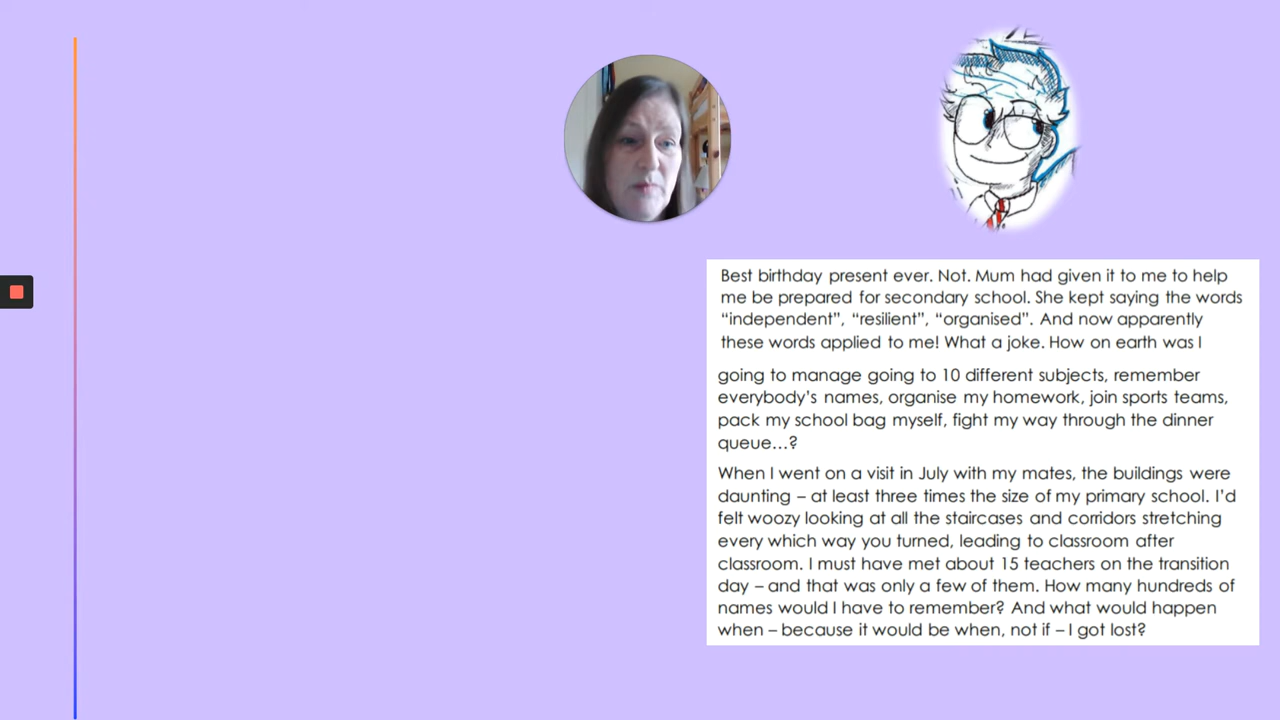 Best birthday present ever. Not. Mum had given it to me to help
me be prepared for secondary school. She kept saying the words
“independent”, “resilient”, “organised”. And now apparently
these words applied to me! What a joke. How on earth was I
going to manage going to 10 different subjects, remember
everybody’s names, organise my homework, join sports teams,
pack my school bag myself, fight my way through the dinner
queue…?
When I went on a visit in July with my mates, the buildings were
daunting – at least three times the size of my primary school. I’d
felt woozy looking at all the staircases and corridors stretching
every which way you turned, leading to classroom after
classroom. I must have met about 15 teachers on the transition
day – and that was only a few of them. How many hundreds of
names would I have to remember? And what would happen
when – because it would be when, not if – I got lost?